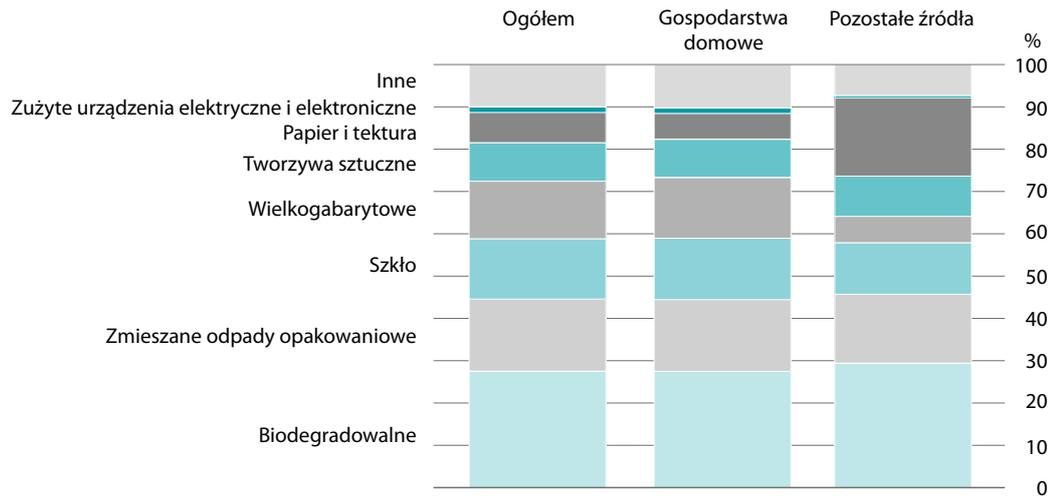 Ogółem
Gospodarstwa
domowe
Pozostałe źródła
%
Inne
Zużyte urządzenia elektryczne i elektroniczne
Papier i tektura
Tworzywa sztuczne
Wielkogabarytowe
Szkło
Zmieszane odpady opakowaniowe
Biodegradowalne
100
90
80
70
60
50
40
30
20
10
0